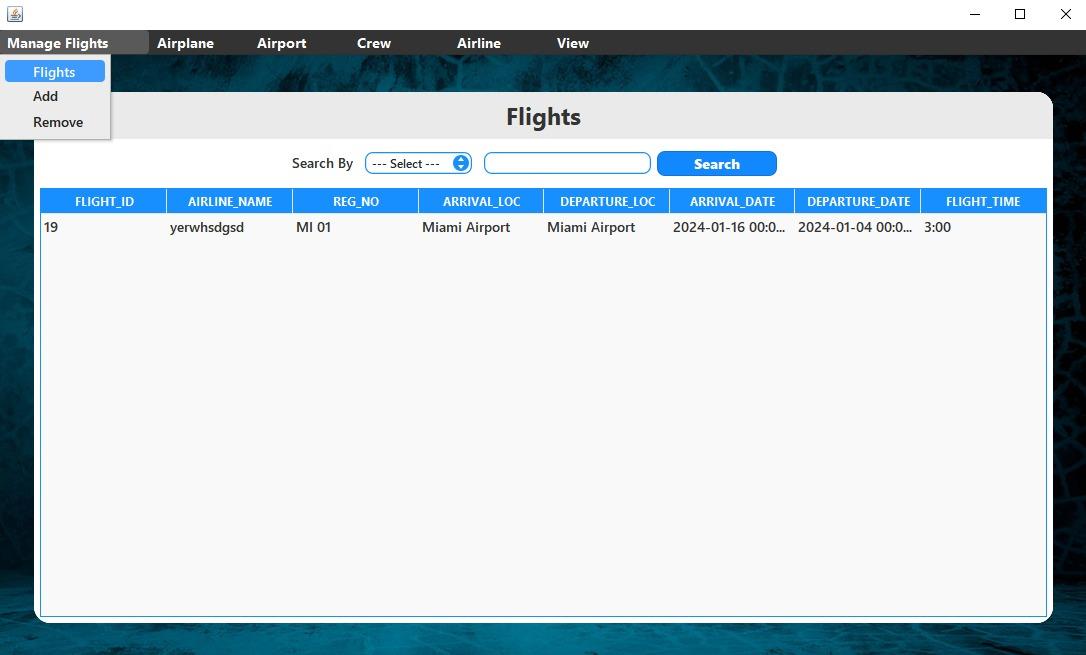 Manage Flights Airplane Airport Crew Airline View
Flights
Add
Remove
Flights
Search By --- Select --- Search
FLIGHT_ID AIRLINE_NAME REG_NO ARRIVAL_LOC DEPARTURE_LOC ARRIVAL_DATE DEPARTURE_DATE FLIGHT_TIME
19 yerwhsdgsd MI 01 Miami Airport Miami Airport 2024-01-16 00:0... 2024-01-04 00:0... 3:00